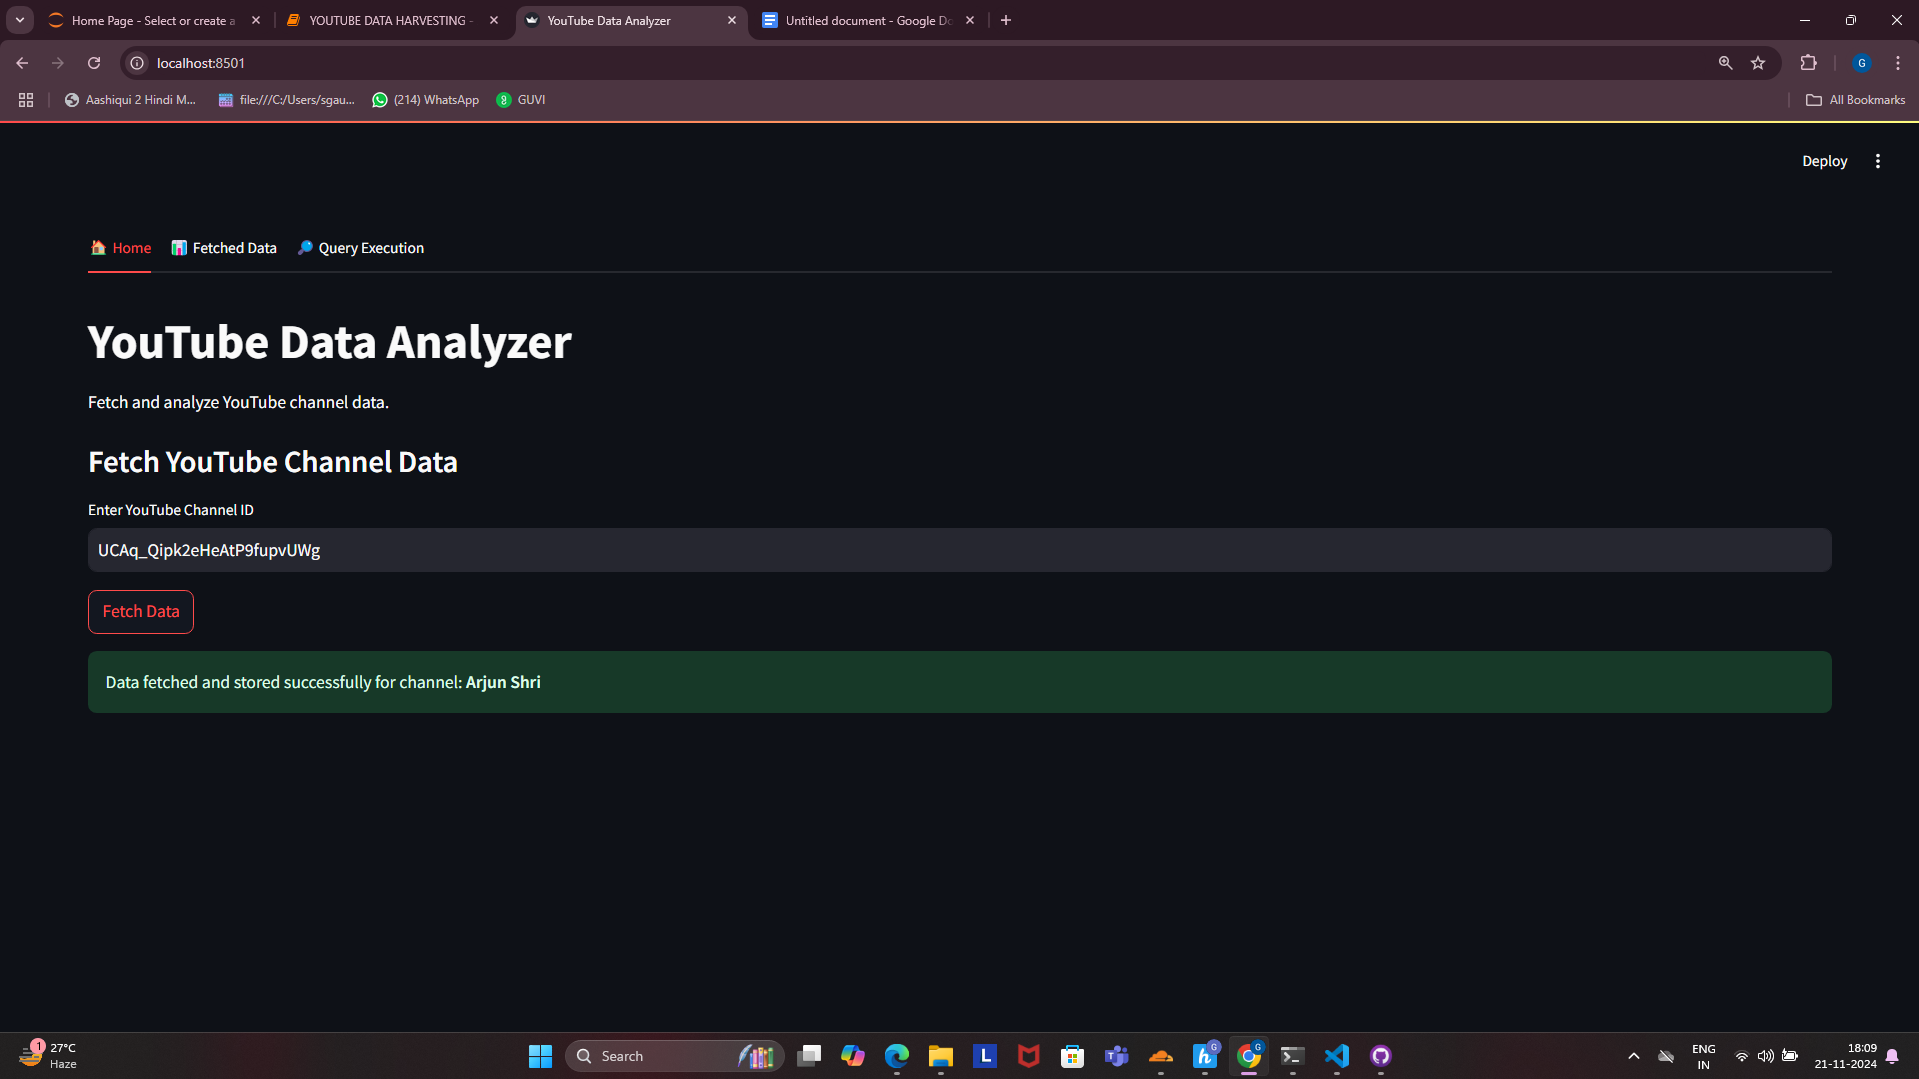 Home Page - Select or create a
YOUTUBE DATA HARVESTING -
YouTube Data Analyzer
Untitled document - Google Do
localhost:8501
G
Aashiqui 2 Hindi M...
file:///C:/Users/sgau...
(214) WhatsApp
GUVI
All Bookmarks
Deploy
Home
Fetched Data
Query Execution
YouTube Data Analyzer
Fetch and analyze YouTube channel data.
Fetch YouTube Channel Data
Enter YouTube Channel ID
UCAq_Qipk2eHeAtP9fupvUWg
Fetch Data
Data fetched and stored successfully for channel: Arjun Shri
1
27°C
Haze
Search
L
T
h
G
G
ENG
IN
18:09
21-11-2024